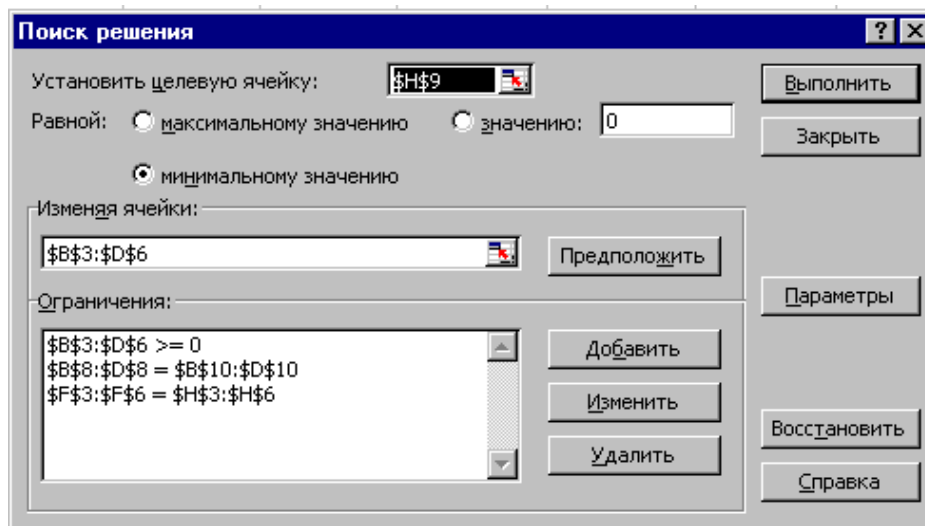 Поиск решения
Установить целевую ячейку: $H$9
Выполнить
Равной: максимальному значению значению: 0
Закрыть
минимальному значению
Изменяя ячейки:
$B$3:$D$6
Предположить
Параметры
Ограничения:
$B$3:$D$6 >= 0
$B$8:$D$8 = $B$10:$D$10
$F$3:$F$6 = $H$3:$H$6
Добавить
Изменить
Удалить
Восстановить
Справка